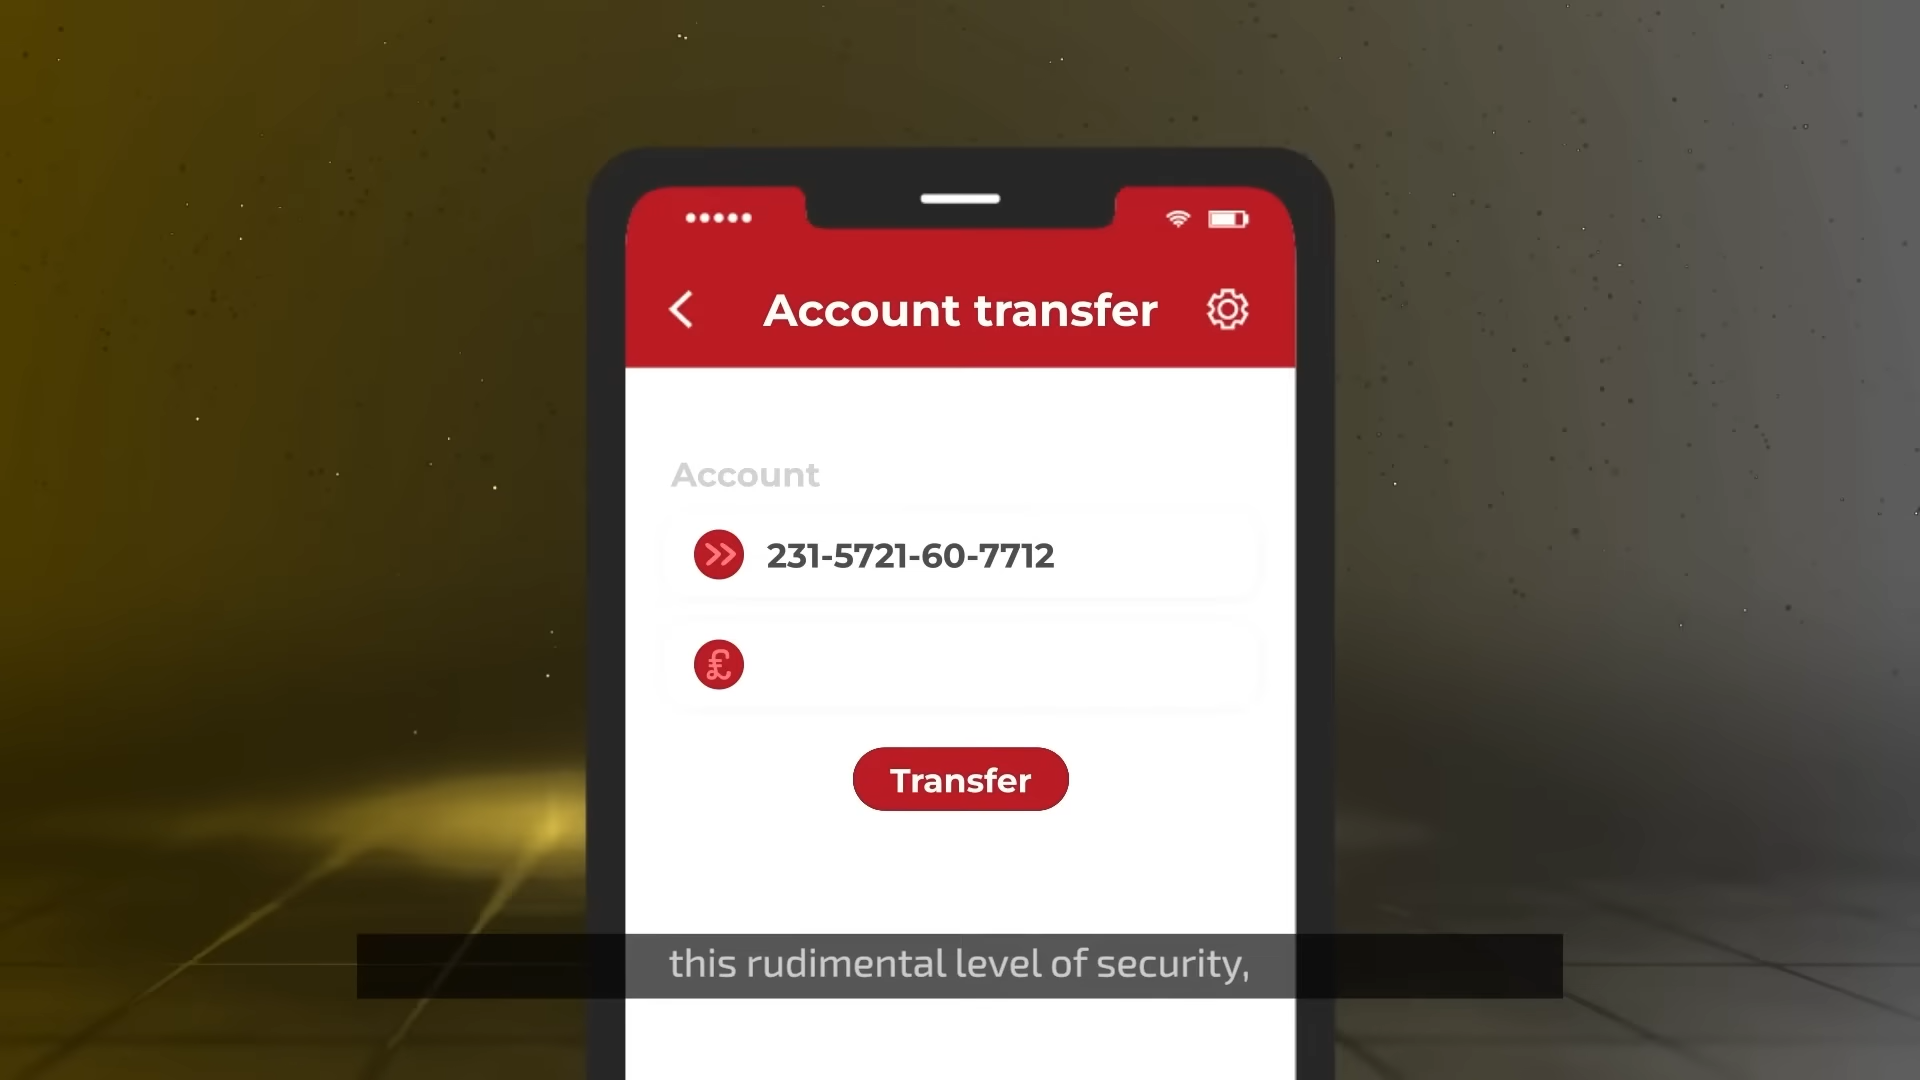 Account transfer
Account
231-5721-60-7712
£
Transfer
this rudimental level of security,